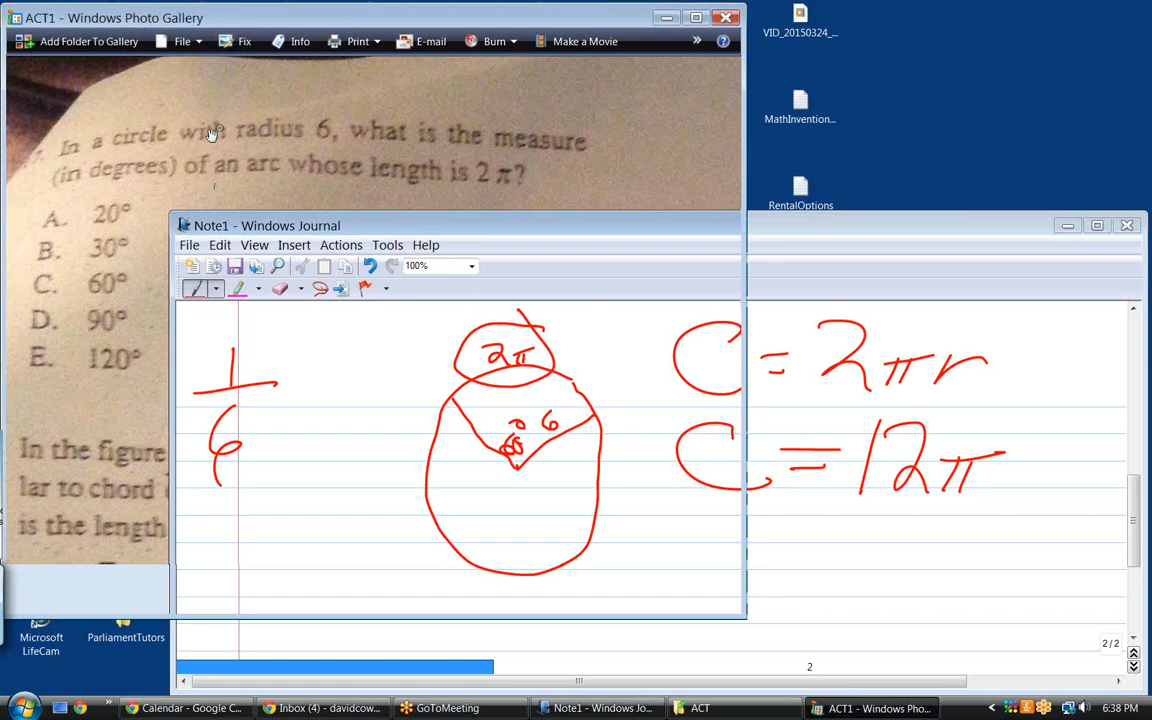 ACT1 - Windows Photo Gallery
Add Folder To Gallery File Fix Info Print E-mail Burn Make a Movie »
In a circle with radius 6, what is the measure
(in degrees) of an arc whose length is 2 π?
A. 20°
B. 30°
C. 60°
D. 90°
E. 120°
In the figure
lar to chord
is the length
VID_20150324_...
MathInvention...
RentalOptions
Note1 - Windows Journal
File Edit View Insert Actions Tools Help
100%
1
6
2π
6
C = 2πr
C = 12π
2/2
2
Microsoft
LifeCam
ParliamentTutors
Calendar - Google C...
Inbox (4) - davidcow...
GoToMeeting
Note1 - Windows Jo...
ACT
ACT1 - Windows Pho...
6:38 PM